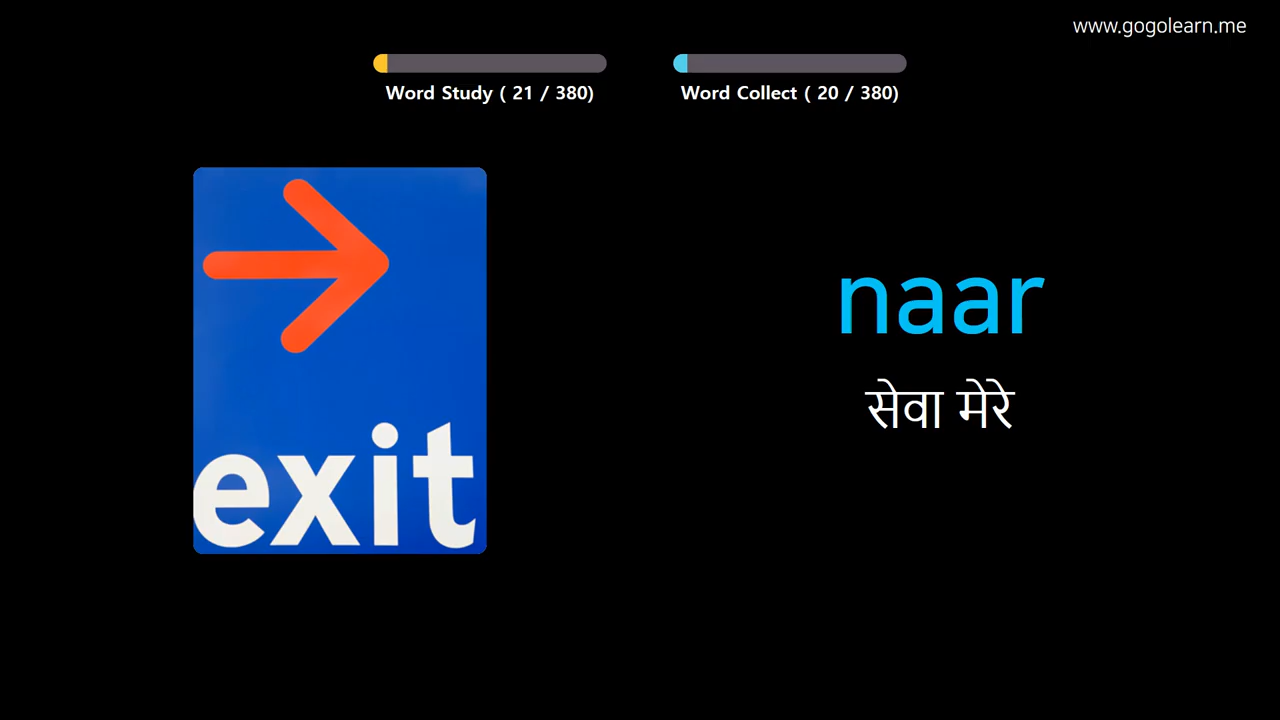 www.gogolearn.me
Word Study ( 21 / 380)
Word Collect ( 20 / 380)
exit
naar
सेवा मेरे